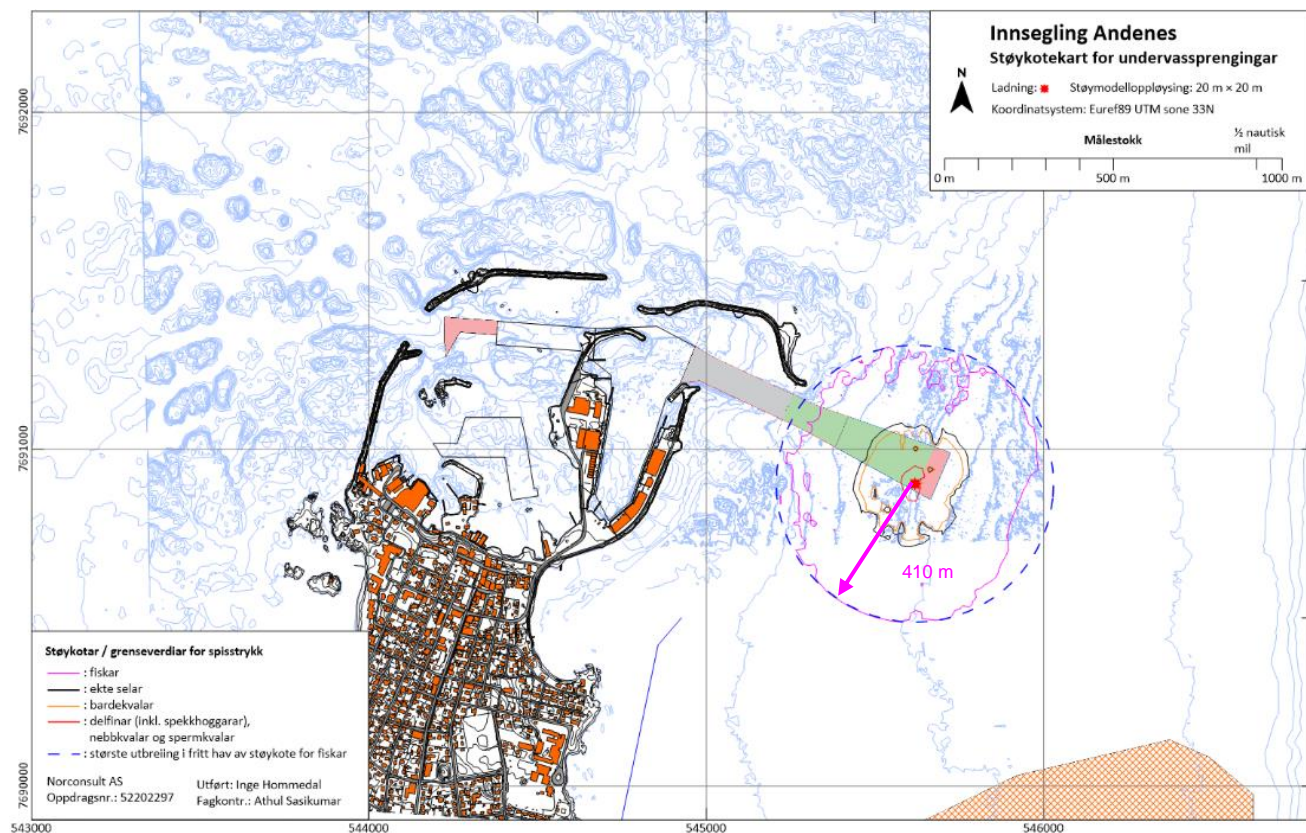 Innsegling Andenes
Støykotekart for undervassprengingar
N
Ladning: Støymodelloppløysing: 20 m × 20 m
Koordinatsystem: Euref89 UTM sone 33N
Målestokk
½ nautisk
mil
0 m 500 m 1000 m
7692000
7691000
410 m
Støykotar / grenseverdiar for spisstrykk
: fiskar
: ekte selar
: bardekvalar
: delfinar (inkl. spekkhoggarar),
nebbkvalar og spermkvalar
: største utbreiing i fritt hav av støykote for fiskar
Norconsult AS
Oppdragsnr.: 52202297
Utført: Inge Hommedal
Fagkontr.: Athul Sasikumar
7690000
543000 544000 545000 546000